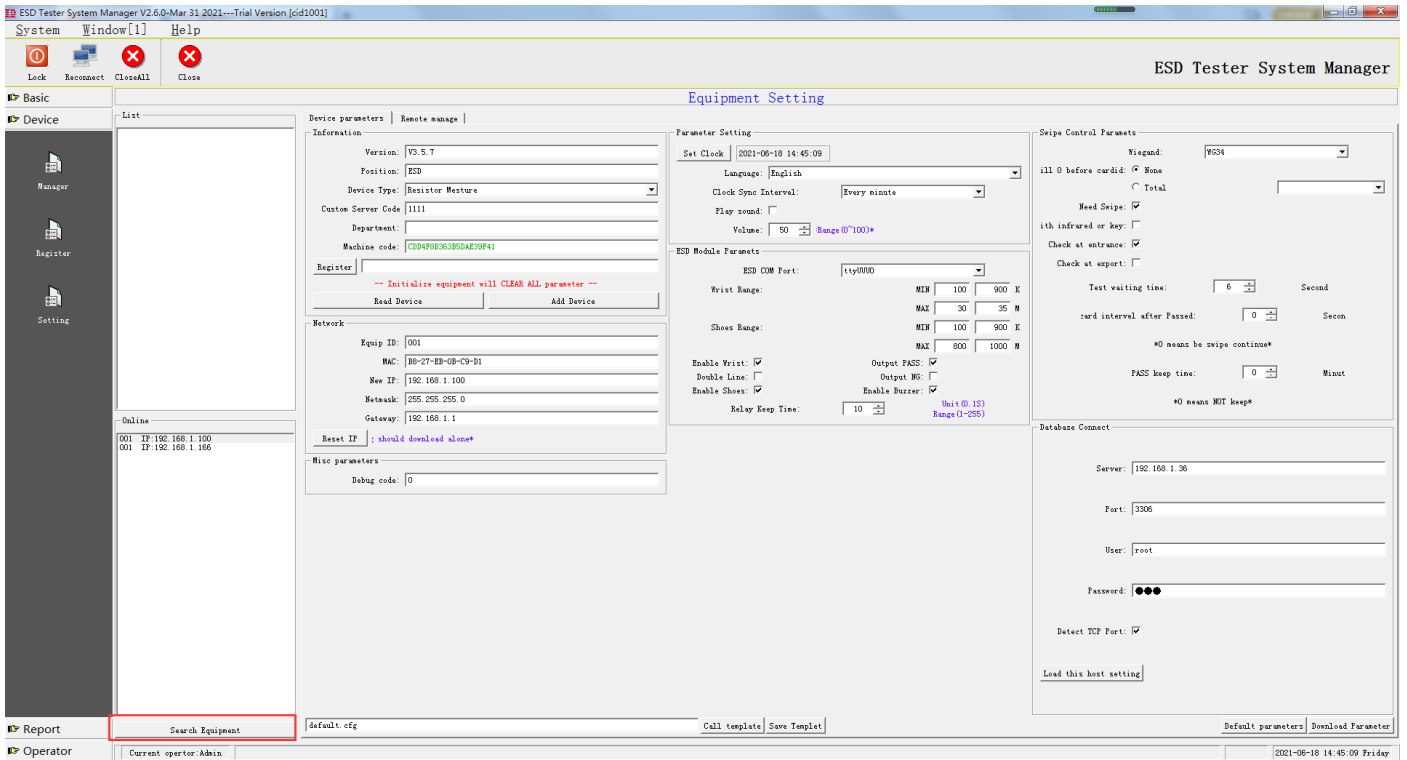 ESD Tester System Manager V2.6.0-Mar 31 2021---Trial Version [cid1001]
System Window[1] Help
Lock Reconnect CloseAll Close
ESD Tester System Manager
Basic
Device
Manager
Register
Setting
Report
Operator
Equipment Setting
List
Online
001 IP:192.168.1.100
001 IP:192.168.1.166
Search Equipment
Device parameters Remote manage
Information
Version: V3.5.7
Position: ESD
Device Type: Resistor Mesture
Custom Server Code 1111
Department:
Machine code: CDD4F8B363B5DAE39F41
Register
-- Initialize equipment will CLEAR ALL parameter --
Read Device Add Device
Network
Equip ID: 001
MAC: B8-27-EB-0B-C9-D1
New IP: 192.168.1.100
Netmask: 255.255.255.0
Gateway: 192.168.1.1
Reset IP ; should download alone*
Misc parameters
Debug code: 0
Parameter Setting
Set Clock 2021-06-18 14:45:09
Language: English
Clock Sync Intervel: Every minute
Play sound:
Volume: 50 Range(0~100)*
ESD Module Paramets
ESD COM Port: ttyUUU0
Wrist Range: MIN 100 900 K
MAX 30 35 M
Shoes Range: MIN 100 900 K
MAX 800 1000 M
Enable Wrist: Output PASS:
Double Line: Output NG:
Enable Shoes: Enable Buzzer:
Relay Keep Time: 10 Unit(0.1S)
Range(1-255)
Swipe Control Paramets
Wiegand: WG34
ill 0 before cardid: None
Total
Need Swipe:
ith infrared or key:
Check at entrance:
Check at export:
Test waiting time: 6 Second
card intervel after Passed: 0 Secon
*0 means be swipe continue*
PASS keep time: 0 Minut
*0 means NOT keep*
Database Connect
Server: 192.168.1.36
Port: 3306
User: root
Password: ●●●
Detect TCP Port:
Load this host setting
default.cfg Call template Save Templet Default parameters Download Parameter
Current opertor:Admin 2021-06-18 14:45:09 Friday